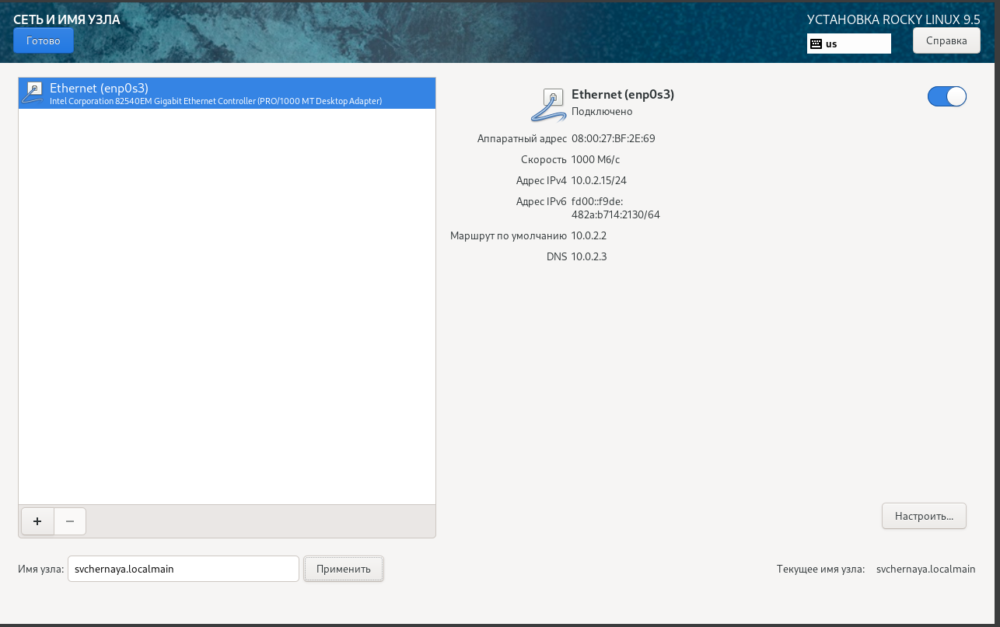 СЕТЬ И ИМЯ УЗЛА
УСТАНОВКА ROCKY LINUX 9.5
Готово
us
Справка
Ethernet (enp0s3)
Intel Corporation 82540EM Gigabit Ethernet Controller (PRO/1000 MT Desktop Adapter)
Ethernet (enp0s3)
Подключено
Аппаратный адрес 08:00:27:BF:2E:69
Скорость 1000 Мб/с
Адрес IPv4 10.0.2.15/24
Адрес IPv6 fd00::f9de:
482a:b714:2130/64
Маршрут по умолчанию 10.0.2.2
DNS 10.0.2.3
+ −
Настроить...
Имя узла: svchernaya.localmain Применить
Текущее имя узла: svchernaya.localmain